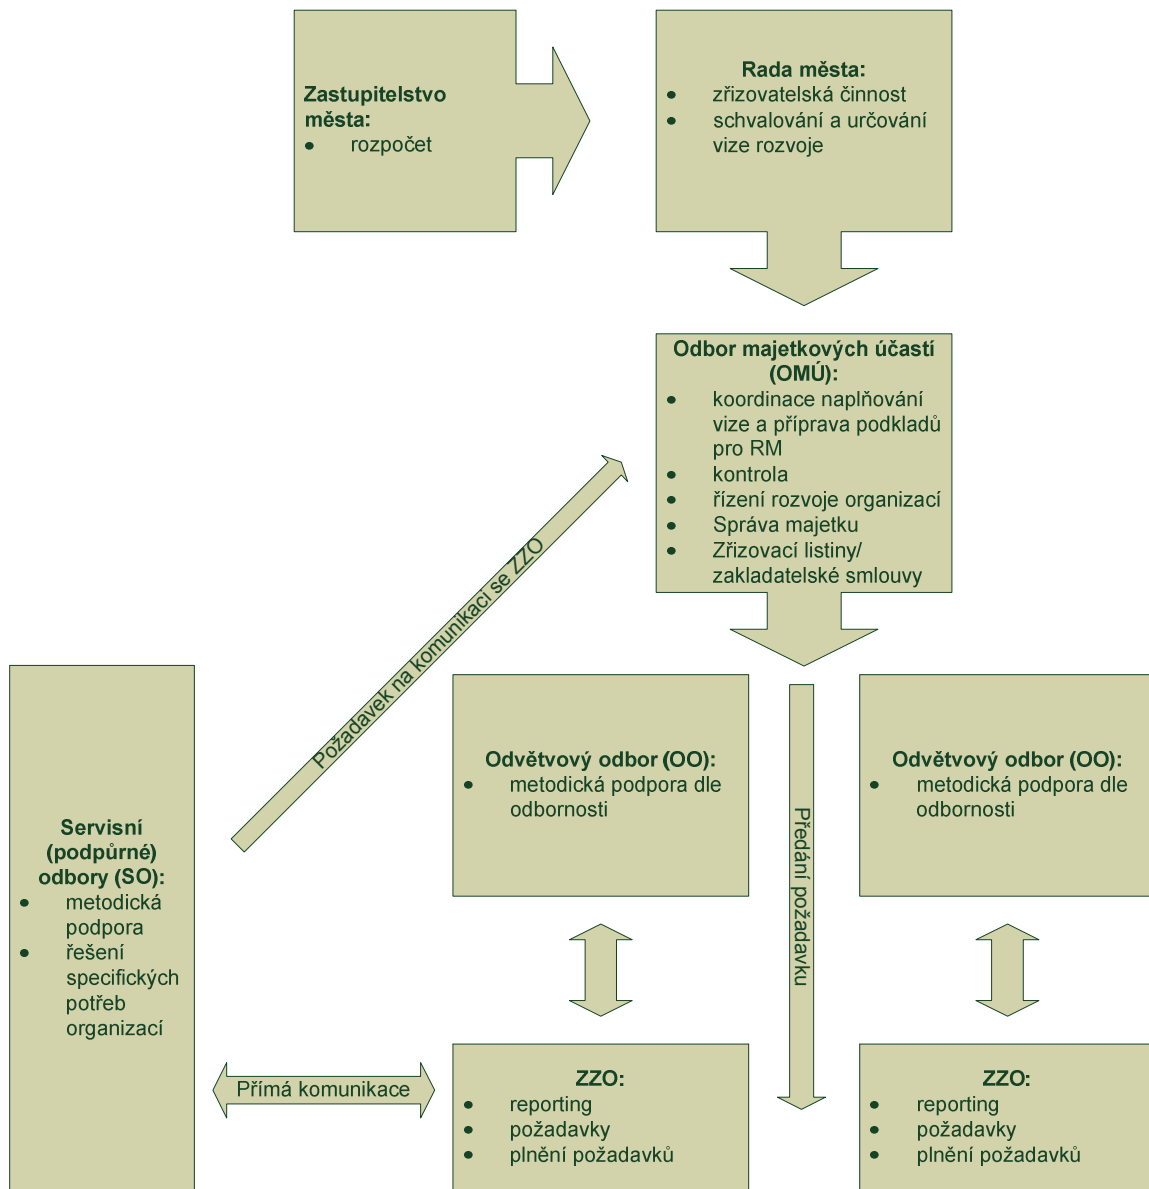 Zastupitelstvo
města:
● rozpočet
Rada města:
● zřizovatelská činnost
● schvalování a určování
vize rozvoje
Odbor majetkových účastí
(OMÚ):
● koordinace naplňování
vize a příprava podkladů
pro RM
● kontrola
● řízení rozvoje organizací
● Správa majetku
● Zřizovací listiny/
zakladatelské smlouvy
Požadavek na komunikaci se ZZO
Servisní
(podpůrné)
odbory (SO):
● metodická
podpora
● řešení
specifických
potřeb
organizací
Odvětvový odbor (OO):
● metodická podpora dle
odbornosti
Předání požadavku
Odvětvový odbor (OO):
● metodická podpora dle
odbornosti
Přímá komunikace
ZZO:
● reporting
● požadavky
● plnění požadavků
ZZO:
● reporting
● požadavky
● plnění požadavků